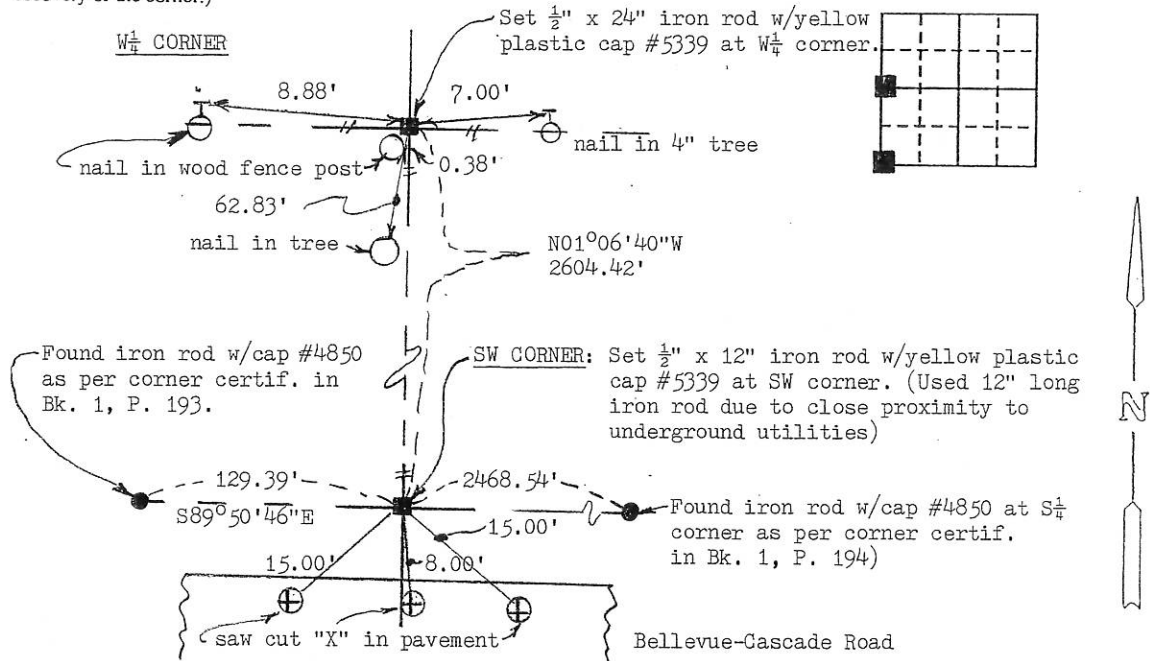 recovery of the corner.)
W¼ CORNER
Set ½" x 24" iron rod w/yellow
plastic cap #5339 at W¼ corner.
8.88'
7.00'
nail in wood fence post
0.38'
nail in 4" tree
62.83'
nail in tree
N01°06'40"W
2604.42'
Found iron rod w/cap #4850
as per corner certif. in
Bk. 1, P. 193.
SW CORNER: Set ½" x 12" iron rod w/yellow plastic
cap #5339 at SW corner. (Used 12" long
iron rod due to close proximity to
underground utilities)
N
129.39'
2468.54'
S89°50'46"E
Found iron rod w/cap #4850 at S¼
corner as per corner certif.
in Bk. 1, P. 194)
15.00'
15.00'
8.00'
saw cut "X" in pavement
Bellevue-Cascade Road